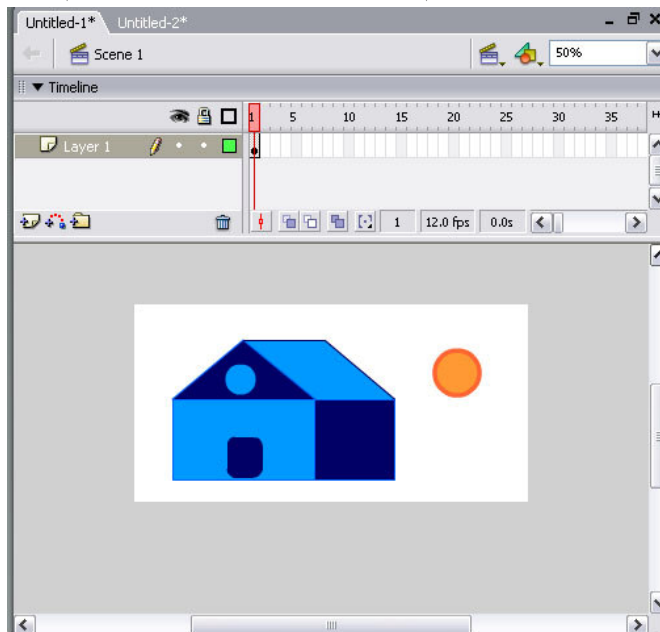 Untitled-1* Untitled-2*
Scene 1 50%
Timeline
1 5 10 15 20 25 30 35
Layer 1
1 12.0 fps 0.0s